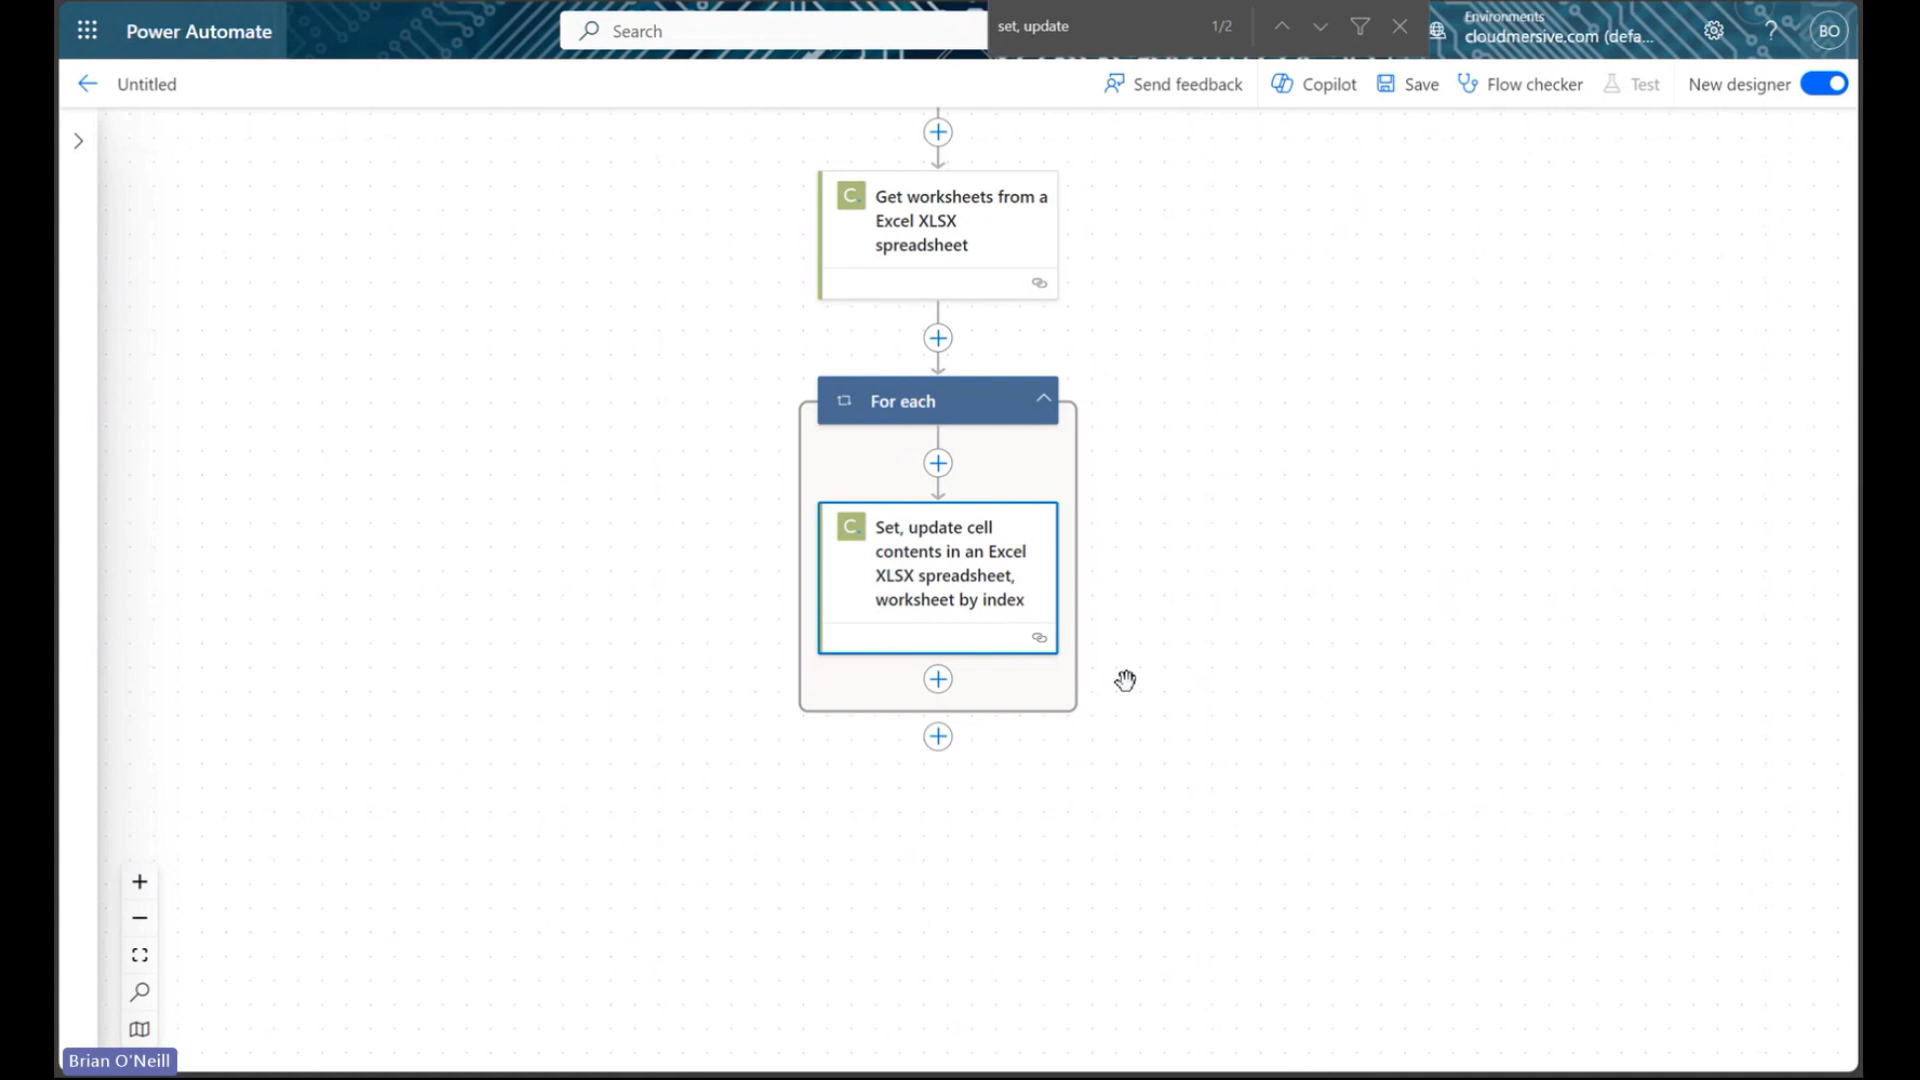 Power Automate
Search
set, update
1/2
Environments
cloudmersive.com (defa...
?
BO
Untitled
Send feedback
Copilot
Save
Flow checker
Test
New designer
C.
Get worksheets from a
Excel XLSX
spreadsheet
For each
C.
Set, update cell
contents in an Excel
XLSX spreadsheet,
worksheet by index
Brian O'Neill